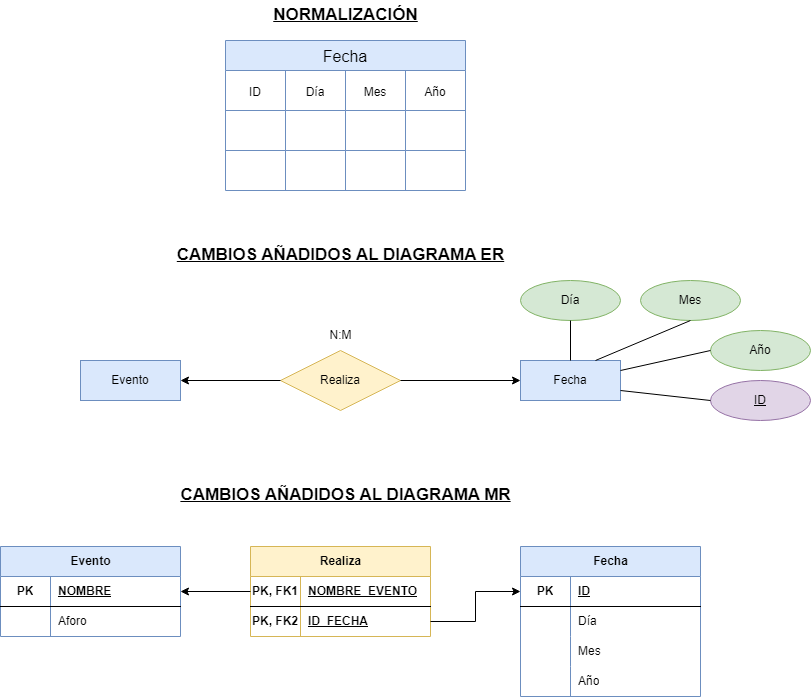 NORMALIZACIÓN
Fecha
ID Día Mes Año
CAMBIOS AÑADIDOS AL DIAGRAMA ER
Día Mes
N:M
Año
Evento Realiza Fecha
ID
CAMBIOS AÑADIDOS AL DIAGRAMA MR
Evento Realiza Fecha
PK NOMBRE PK, FK1 NOMBRE_EVENTO PK ID
Aforo PK, FK2 ID_FECHA Día
Mes
Año